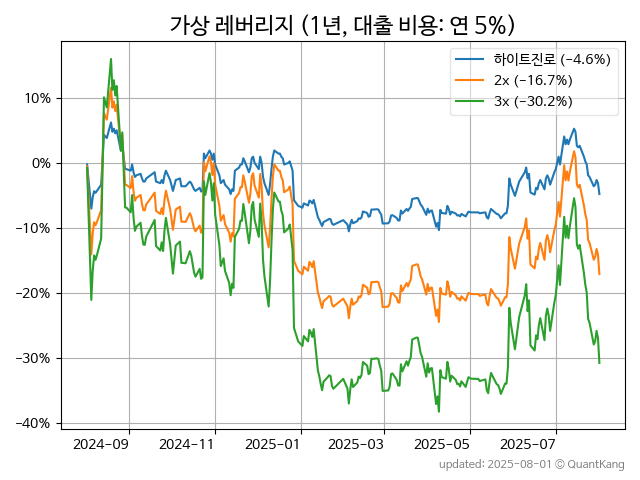 가상 레버리지 (1년, 대출 비용: 연 5%)
하이트진로 (−4.6%)
2x (−16.7%)
3x (−30.2%)
10%
0%
−10%
−20%
−30%
−40%
2024-09 2024-11 2025-01 2025-03 2025-05 2025-07
updated: 2025-08-01 © QuantKang